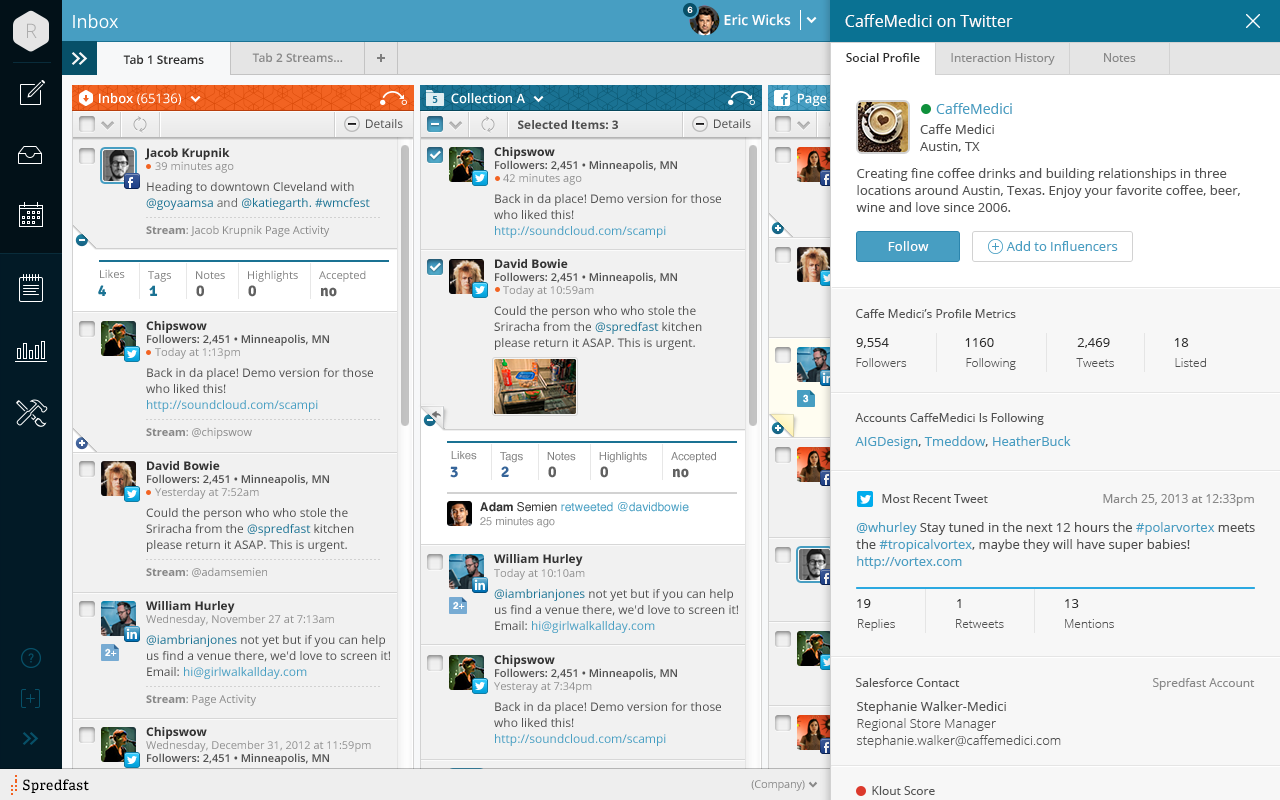 R
Inbox
6
Eric Wicks
Tab 1 Streams
Tab 2 Streams...
+
Inbox (65136)
Details
Jacob Krupnik
39 minutes ago
Heading to downtown Cleveland with
@goyaamsa and @katiegarth. #wmcfest
Stream: Jacob Krupnik Page Activity
Likes
Tags
Notes
Highlights
Accepted
4
1
0
0
no
Chipswow
Followers: 2,451 • Minneapolis, MN
Today at 1:13pm
Back in da place! Demo version for those
who liked this!
http://soundcloud.com/scampi
Stream: @chipswow
David Bowie
Followers: 2,451 • Minneapolis, MN
Yesterday at 7:52am
Could the person who who stole the
Sriracha from the @spredfast kitchen
please return it ASAP. This is urgent.
Stream: @adamsemien
William Hurley
Wednesday, November 27 at 7:13am
2+
@iambrianjones not yet but if you can help
us find a venue there, we'd love to screen it!
Email: hi@girlwalkallday.com
Stream: Page Activity
Chipswow
Wednesday, December 31, 2012 at 11:59pm
Followers: 2,451 • Minneapolis, MN
5
Collection A
Selected Items: 3
Details
Chipswow
Followers: 2,451 • Minneapolis, MN
42 minutes ago
Back in da place! Demo version for those
who liked this!
http://soundcloud.com/scampi
David Bowie
Followers: 2,451 • Minneapolis, MN
Today at 10:59am
Could the person who who stole the
Sriracha from the @spredfast kitchen
please return it ASAP. This is urgent.
Likes
Tags
Notes
Highlights
Accepted
3
2
0
0
no
Adam Semien retweeted @davidbowie
25 minutes ago
William Hurley
Today at 10:10am
2+
@iambrianjones not yet but if you can help
us find a venue there, we'd love to screen it!
Email: hi@girlwalkallday.com
Chipswow
Followers: 2,451 • Minneapolis, MN
Yesteray at 7:34pm
Back in da place! Demo version for those
who liked this!
http://soundcloud.com/scampi
Page
3
CaffeMedici on Twitter
Social Profile
Interaction History
Notes
CaffeMedici
Caffe Medici
Austin, TX
Creating fine coffee drinks and building relationships in three
locations around Austin, Texas. Enjoy your favorite coffee, beer,
wine and love since 2006.
Follow
Add to Influencers
Caffe Medici's Profile Metrics
9,554
1160
2,469
18
Followers
Following
Tweets
Listed
Accounts CaffeMedici Is Following
AIGDesign, Tmeddow, HeatherBuck
Most Recent Tweet
March 25, 2013 at 12:33pm
@whurley Stay tuned in the next 12 hours the #polarvortex meets
the #tropicalvortex, maybe they will have super babies!
http://vortex.com
19
1
13
Replies
Retweets
Mentions
Salesforce Contact
Spredfast Account
Stephanie Walker-Medici
Regional Store Manager
stephanie.walker@caffemedici.com
Klout Score
Spredfast
(Company)